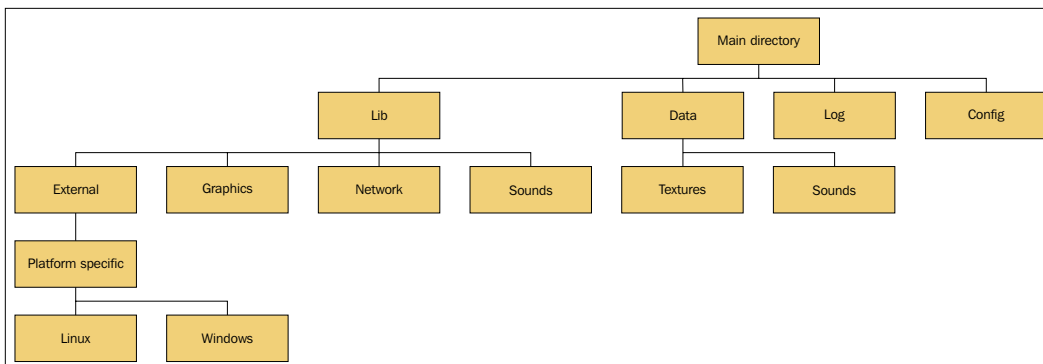 Main directory
Lib
Data
Log
Config
External
Graphics
Network
Sounds
Textures
Sounds
Platform specific
Linux
Windows